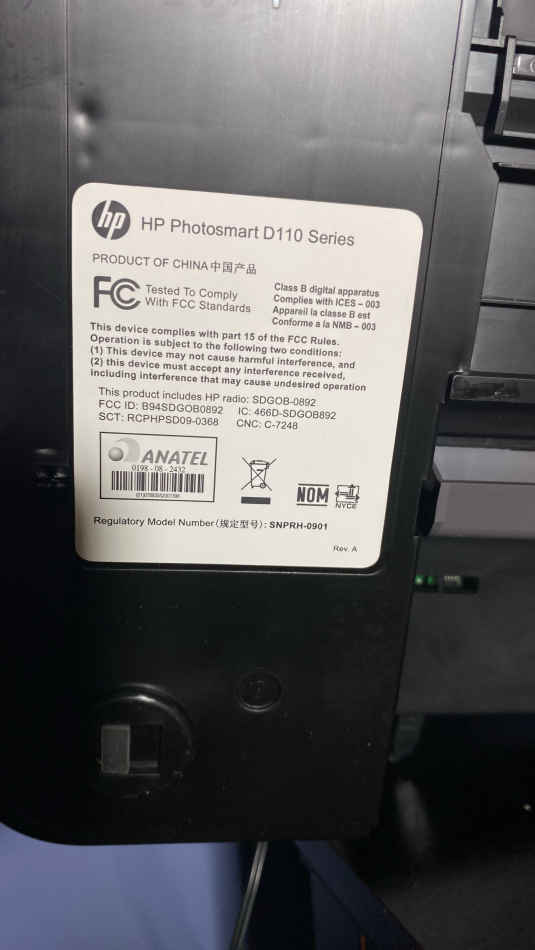 hp HP Photosmart D110 Series
PRODUCT OF CHINA 中国产品
FC Tested To Comply
With FCC Standards
Class B digital apparatus
Complies with ICES – 003
Appareil la classe B est
Conforme a la NMB – 003
This device complies with part 15 of the FCC Rules.
Operation is subject to the following two conditions:
(1) This device may not cause harmful interference, and
(2) this device must accept any interference received,
including interference that may cause undesired operation
This product includes HP radio: SDGOB-0892
FCC ID: B94SDGOB0892 IC: 466D-SDGOB892
SCT: RCPHPSD09-0368 CNC: C-7248
ANATEL
0198-08-2432
NOM
NYCE
Regulatory Model Number(规定型号): SNPRH-0901
Rev. A